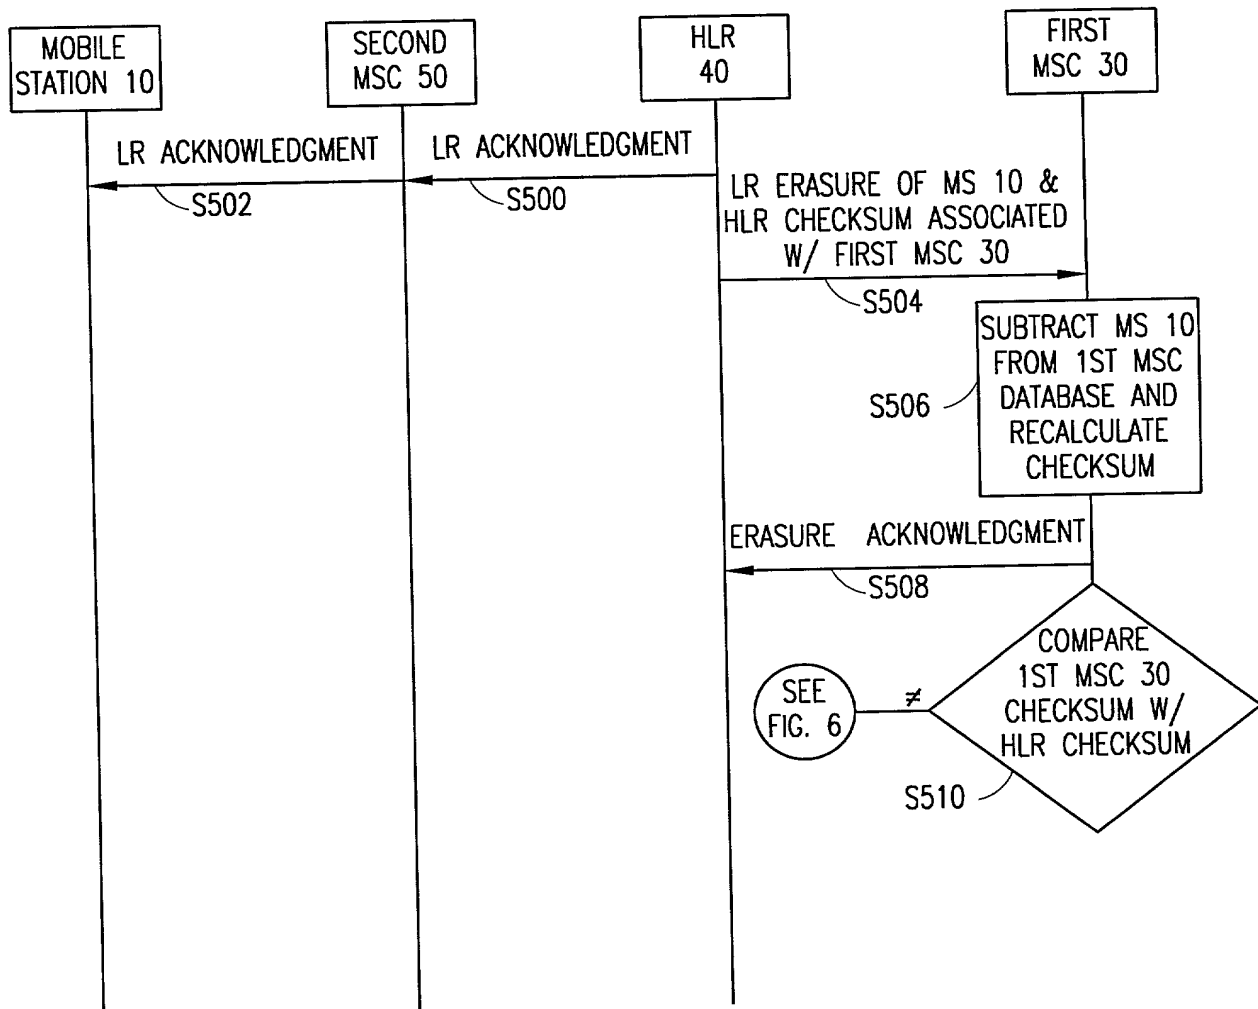 MOBILE
STATION 10
SECOND
MSC 50
HLR
40
FIRST
MSC 30
LR ACKNOWLEDGMENT
S502
LR ACKNOWLEDGMENT
S500
LR ERASURE OF MS 10 &
HLR CHECKSUM ASSOCIATED
W/ FIRST MSC 30
S504
SUBTRACT MS 10
FROM 1ST MSC
DATABASE AND
RECALCULATE
CHECKSUM
S506
ERASURE ACKNOWLEDGMENT
S508
COMPARE
1ST MSC 30
CHECKSUM W/
HLR CHECKSUM
≠
SEE
FIG. 6
S510